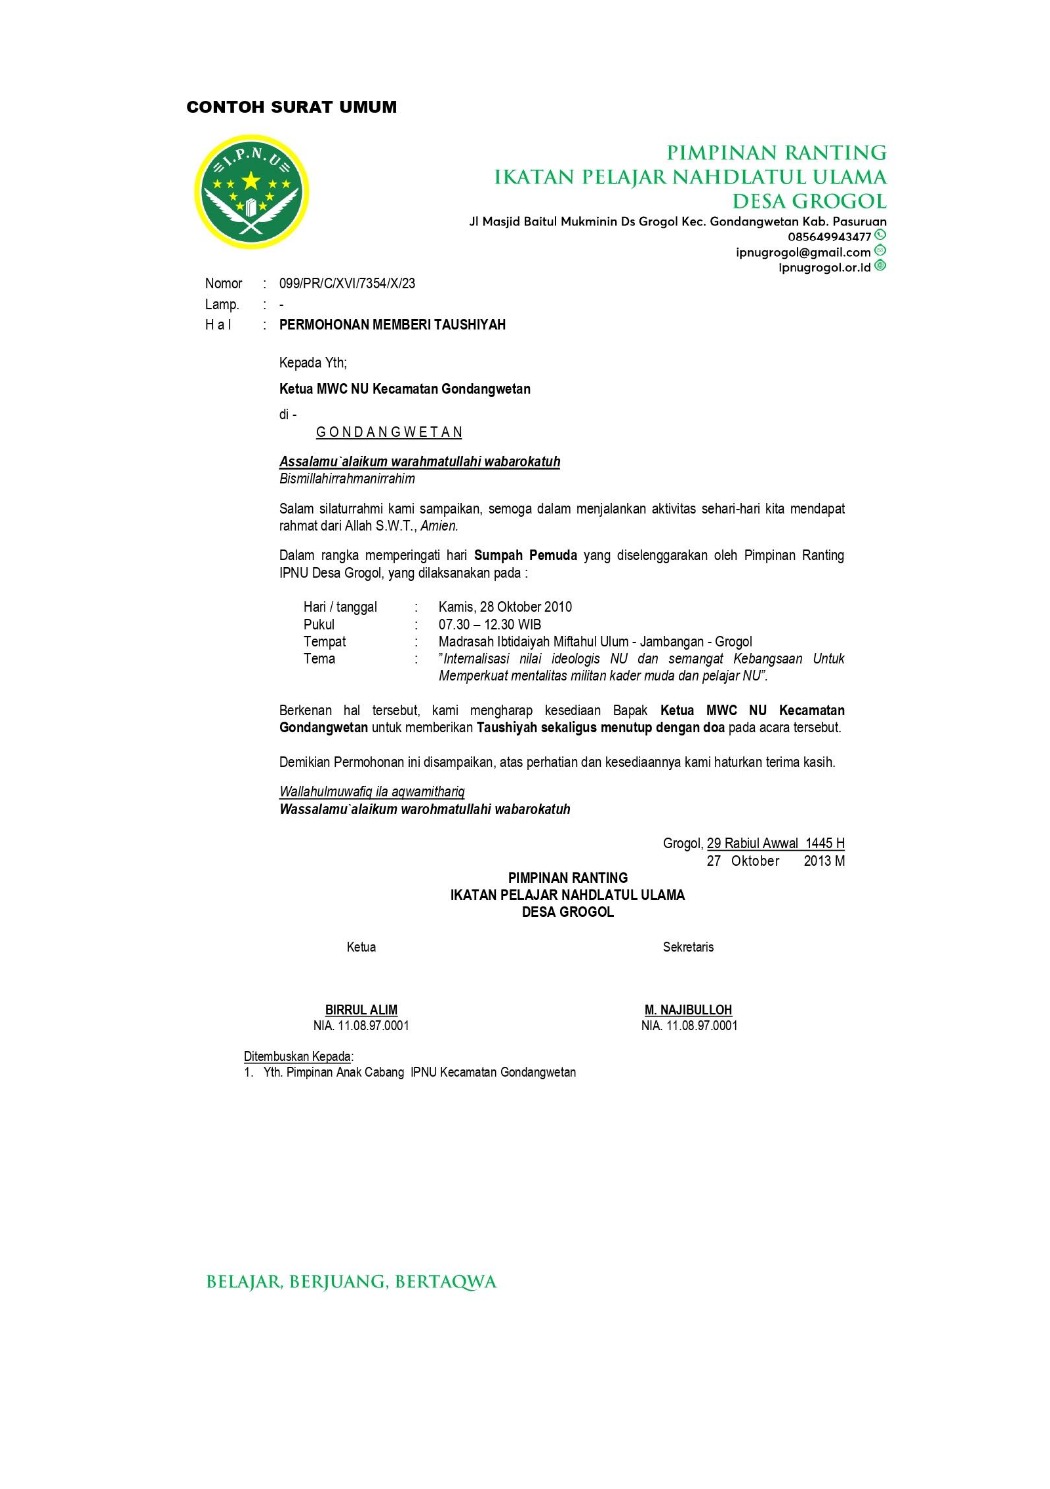 CONTOH SURAT UMUM
I.P.N.U
PIMPINAN RANTING
IKATAN PELAJAR NAHDLATUL ULAMA
DESA GROGOL
Jl Masjid Baitul Mukminin Ds Grogol Kec. Gondangwetan Kab. Pasuruan
085649943477
ipnugrogol@gmail.com
Ipnugrogol.or.id
Nomor : 099/PR/C/XVI/7354/X/23
Lamp. : -
H a l : PERMOHONAN MEMBERI TAUSHIYAH
Kepada Yth;
Ketua MWC NU Kecamatan Gondangwetan
di -
G O N D A N G W E T A N
Assalamu`alaikum warahmatullahi wabarokatuh
Bismillahirrahmanirrahim
Salam silaturrahmi kami sampaikan, semoga dalam menjalankan aktivitas sehari-hari kita mendapat
rahmat dari Allah S.W.T., Amien.
Dalam rangka memperingati hari Sumpah Pemuda yang diselenggarakan oleh Pimpinan Ranting
IPNU Desa Grogol, yang dilaksanakan pada :
Hari / tanggal : Kamis, 28 Oktober 2010
Pukul : 07.30 – 12.30 WIB
Tempat : Madrasah Ibtidaiyah Miftahul Ulum - Jambangan - Grogol
Tema : ”Internalisasi nilai ideologis NU dan semangat Kebangsaan Untuk
Memperkuat mentalitas militan kader muda dan pelajar NU”.
Berkenan hal tersebut, kami mengharap kesediaan Bapak Ketua MWC NU Kecamatan
Gondangwetan untuk memberikan Taushiyah sekaligus menutup dengan doa pada acara tersebut.
Demikian Permohonan ini disampaikan, atas perhatian dan kesediaannya kami haturkan terima kasih.
Wallahulmuwafiq ila aqwamithariq
Wassalamu`alaikum warohmatullahi wabarokatuh
Grogol, 29 Rabiul Awwal 1445 H
27 Oktober 2013 M
PIMPINAN RANTING
IKATAN PELAJAR NAHDLATUL ULAMA
DESA GROGOL
Ketua Sekretaris
BIRRUL ALIM M. NAJIBULLOH
NIA. 11.08.97.0001 NIA. 11.08.97.0001
Ditembuskan Kepada:
1. Yth. Pimpinan Anak Cabang IPNU Kecamatan Gondangwetan
BELAJAR, BERJUANG, BERTAQWA